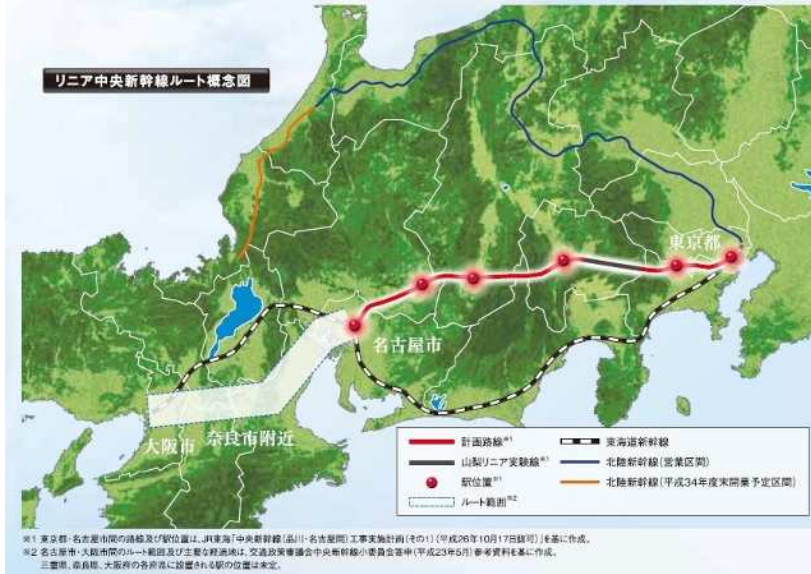 リニア中央新幹線ルート概念図
東京都
名古屋市
大阪市
奈良市附近
計画路線※1
山梨リニア実験線※1
駅位置※1
ルート範囲※2
東海道新幹線
北陸新幹線(営業区間)
北陸新幹線(平成34年度末開業予定区間)
※1 東京都・名古屋市間の路線及び駅位置は、JR東海「中央新幹線(品川・名古屋間)工事実施計画(その1)(平成26年10月17日認可)」を基に作成。
※2 名古屋市・大阪市間のルート範囲及び主要な経過地は、交通政策審議会中央新幹線小委員会答申(平成23年5月)参考資料を基に作成。
三重県、奈良県、大阪府の各府県に設置される駅の位置は未定。